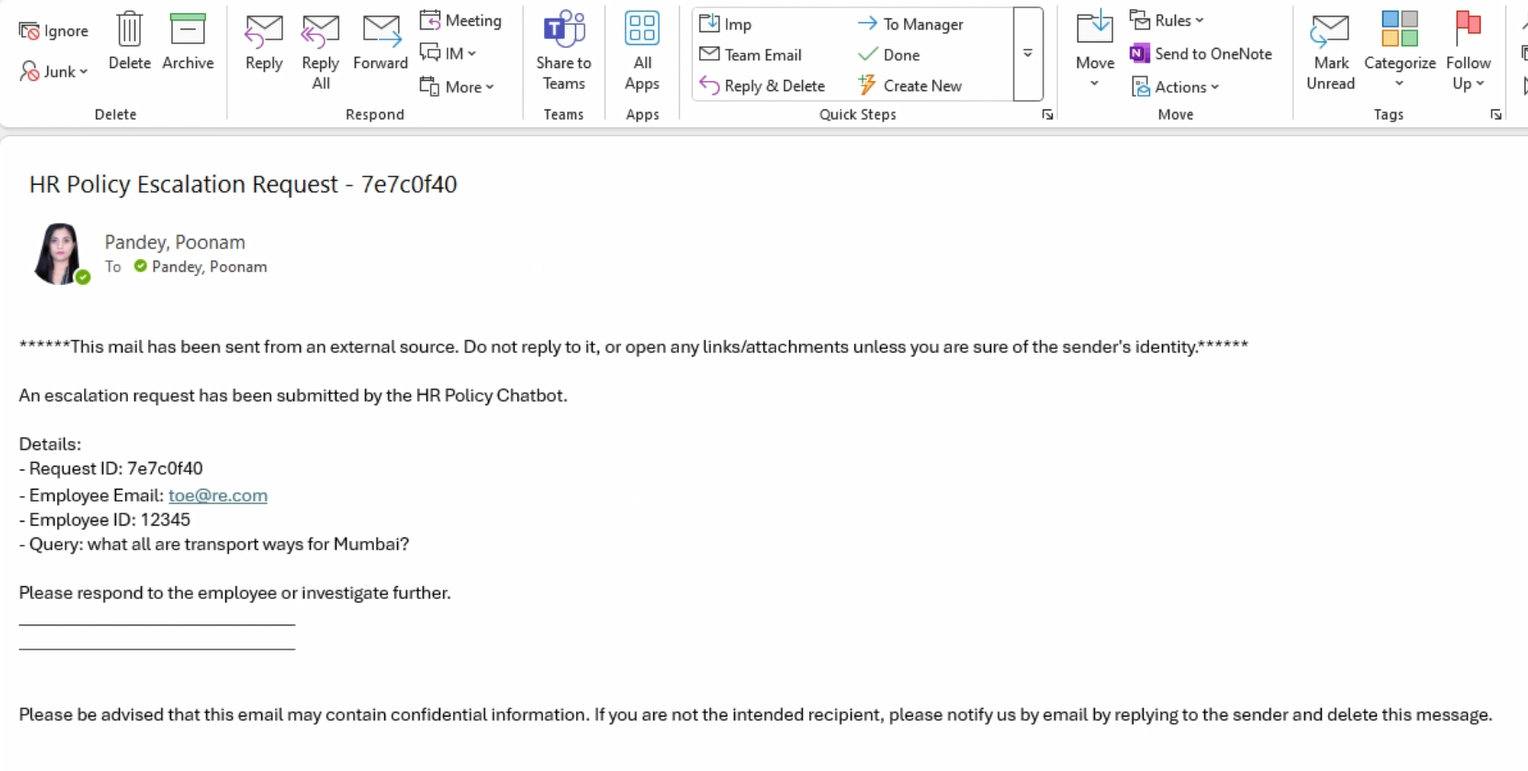 Ignore
Junk
Delete
Archive
Delete
Reply
Reply All
Forward
Meeting
IM
More
Respond
Share to Teams
Teams
All Apps
Apps
Imp
Team Email
Reply & Delete
To Manager
Done
Create New
Quick Steps
Move
Rules
Send to OneNote
Actions
Move
Mark Unread
Categorize
Follow Up
Tags
HR Policy Escalation Request - 7e7c0f40
Pandey, Poonam
To Pandey, Poonam
******This mail has been sent from an external source. Do not reply to it, or open any links/attachments unless you are sure of the sender's identity.******
An escalation request has been submitted by the HR Policy Chatbot.
Details:
- Request ID: 7e7c0f40
- Employee Email: toe@re.com
- Employee ID: 12345
- Query: what all are transport ways for Mumbai?
Please respond to the employee or investigate further.
Please be advised that this email may contain confidential information. If you are not the intended recipient, please notify us by email by replying to the sender and delete this message.